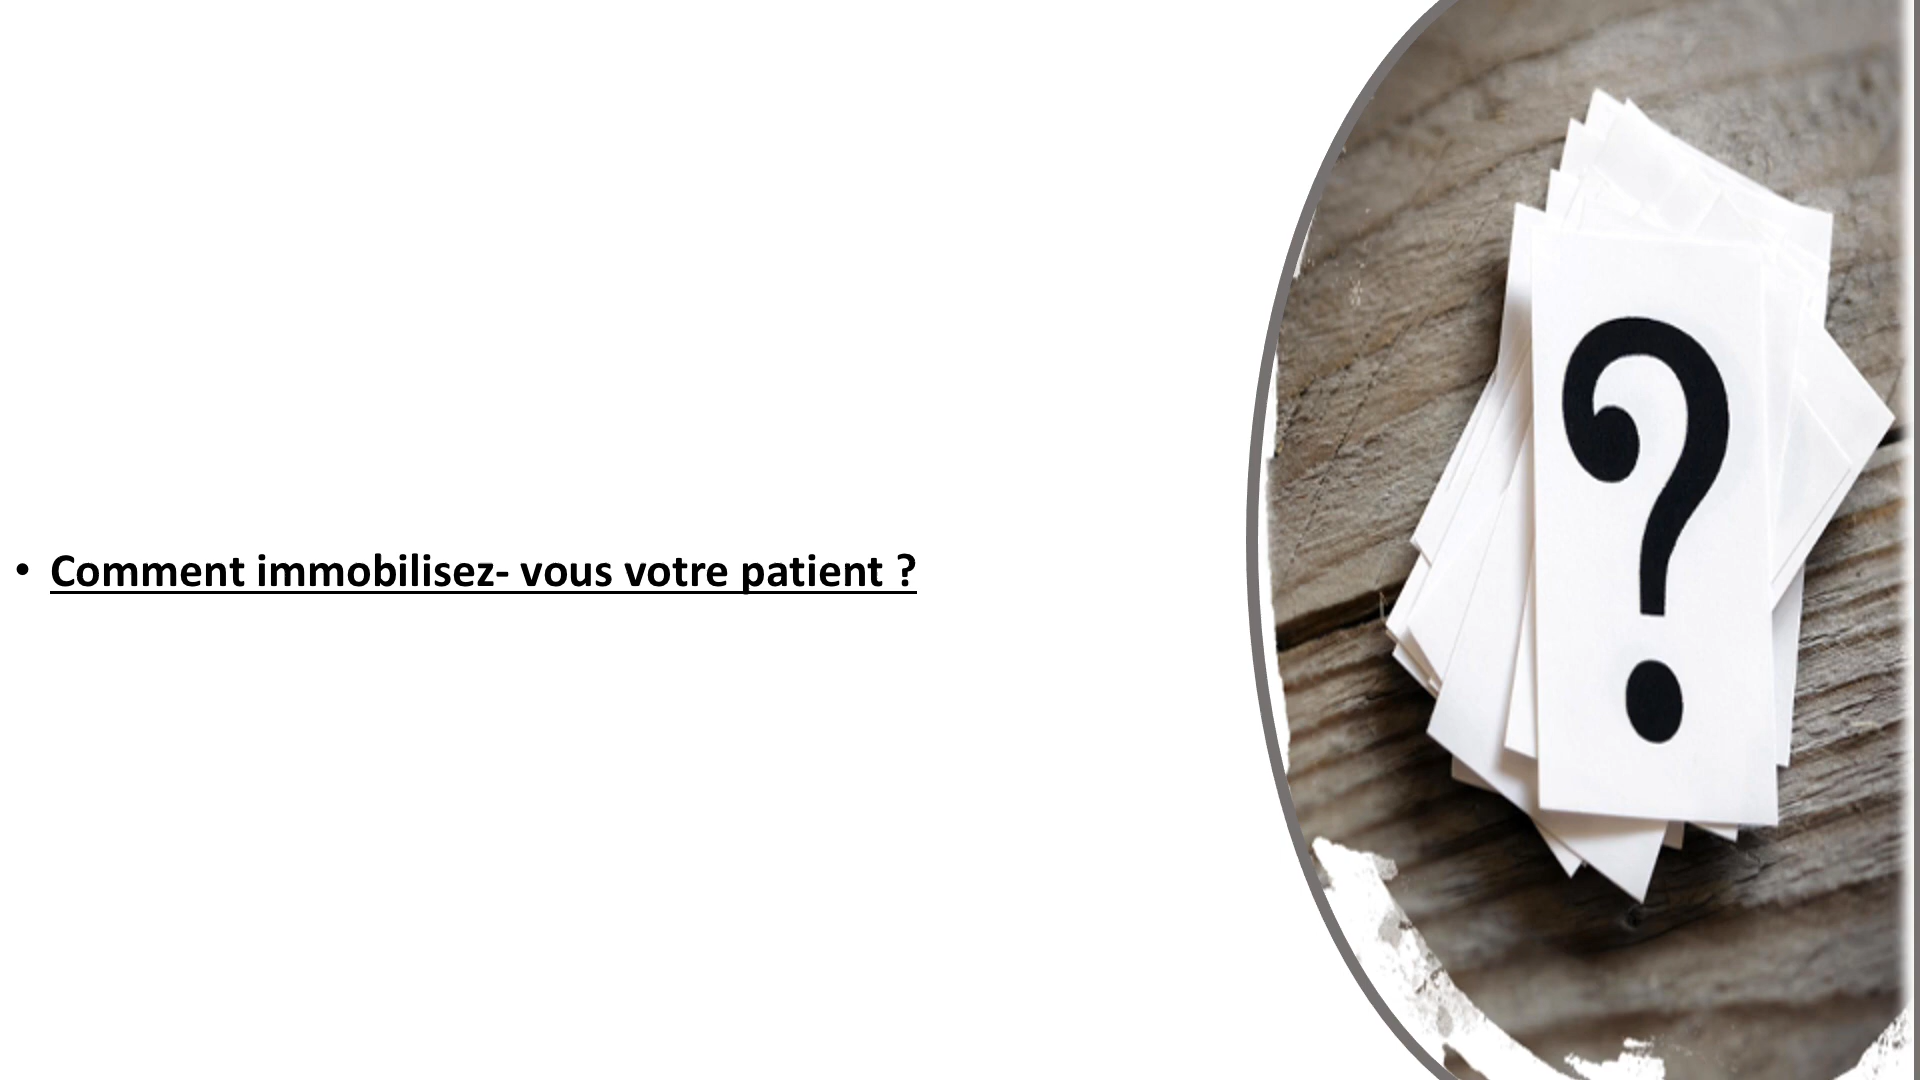 • Comment immobilisez- vous votre patient ?
?